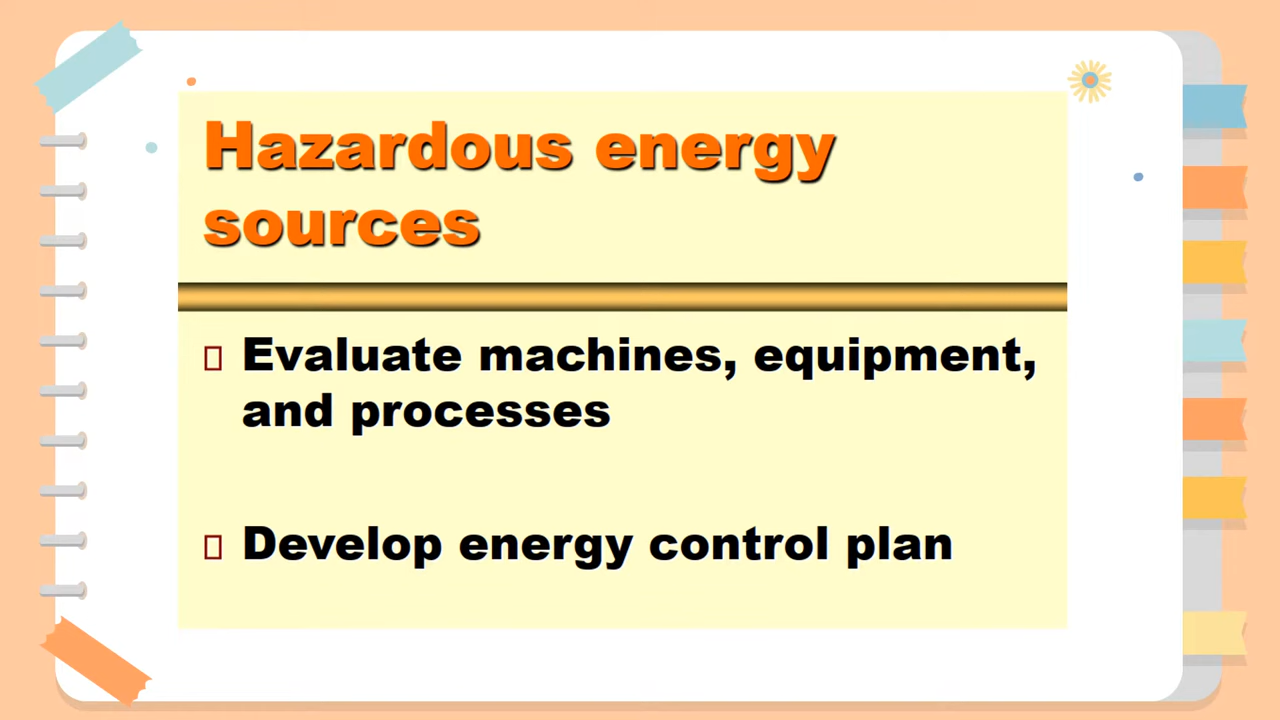 Hazardous energy
sources
Evaluate machines, equipment,
and processes
Develop energy control plan